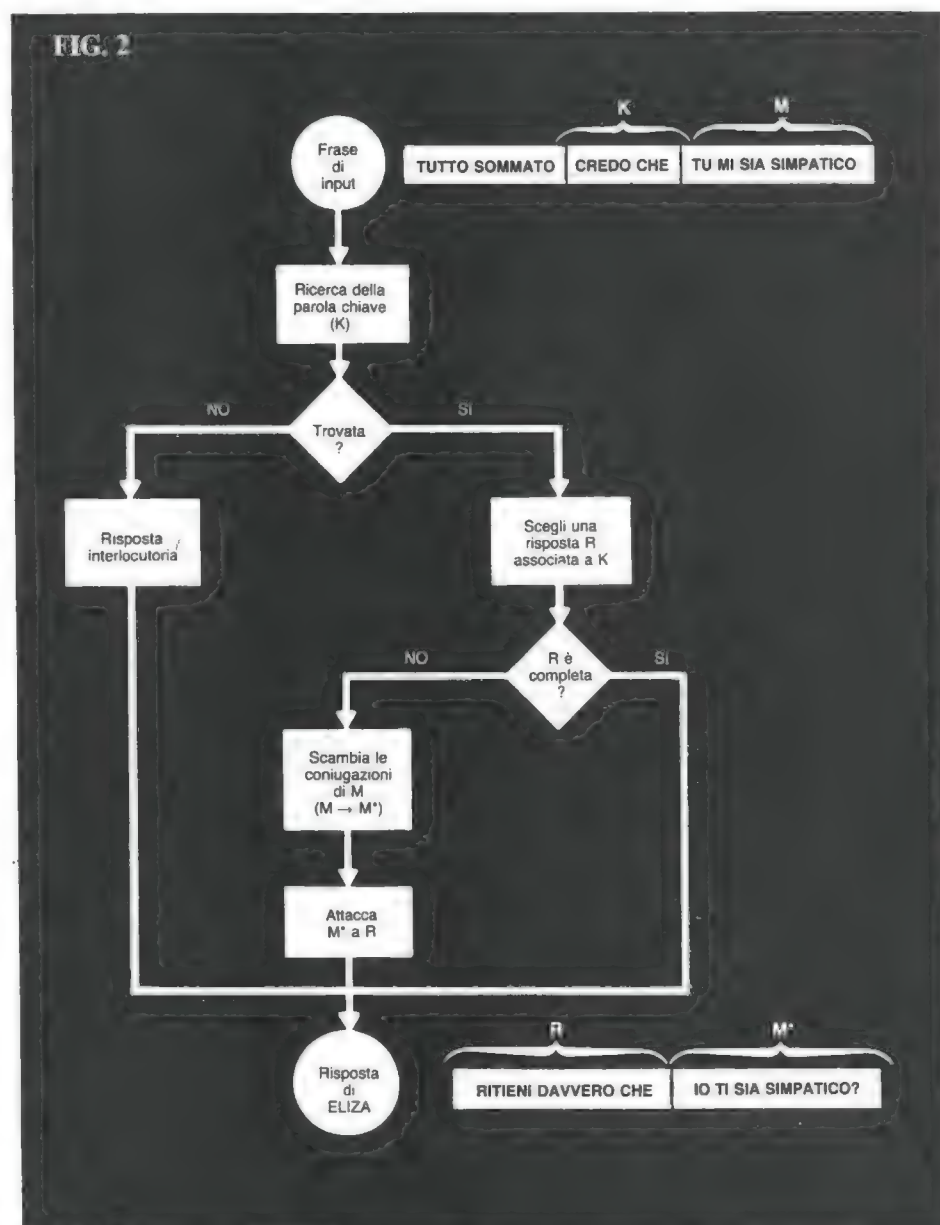 FIG. 2
K M
Frase
di
input
TUTTO SOMMATO CREDO CHE TU MI SIA SIMPATICO
Ricerca della
parola chiave
(K)
NO SI
Trovata
?
Risposta
interlocutoria
Scegli una
risposta R
associata a K
NO SI
R è
completa
?
Scambia le
coniugazioni
di M
(M → M*)
Attacca
M* a R
R M*
Risposta
di
ELIZA
RITIENI DAVVERO CHE IO TI SIA SIMPATICO?